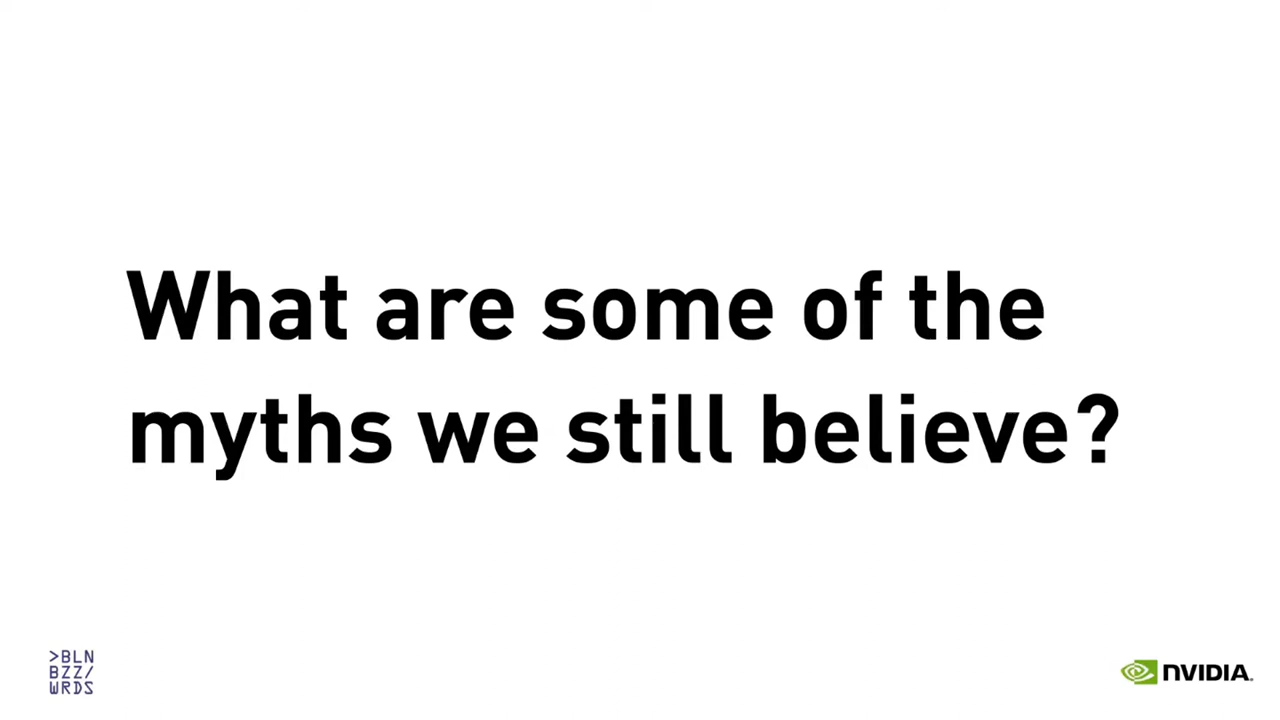 What are some of the
myths we still believe?
>BLN
BZZ/
WRDS
NVIDIA.